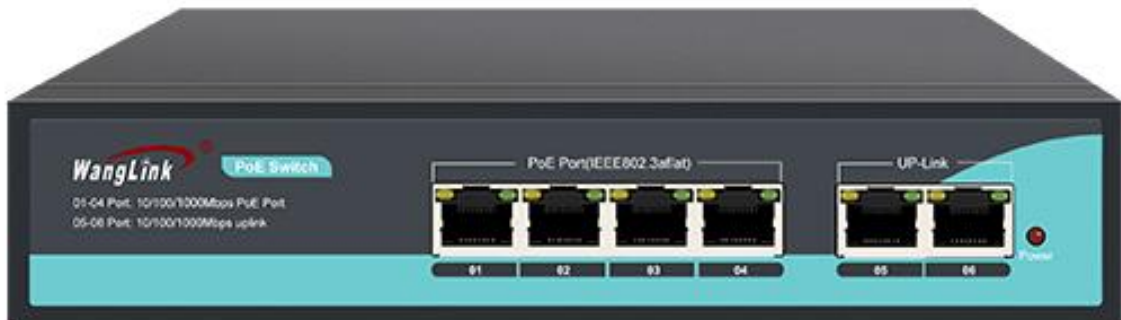 WangLink ®
PoE Switch
01-04 Port: 10/100/1000Mbps PoE Port
05-06 Port: 10/100/1000Mbps uplink
PoE Port(IEEE802.3af/at)
UP-Link
01 02 03 04 05 06
Power